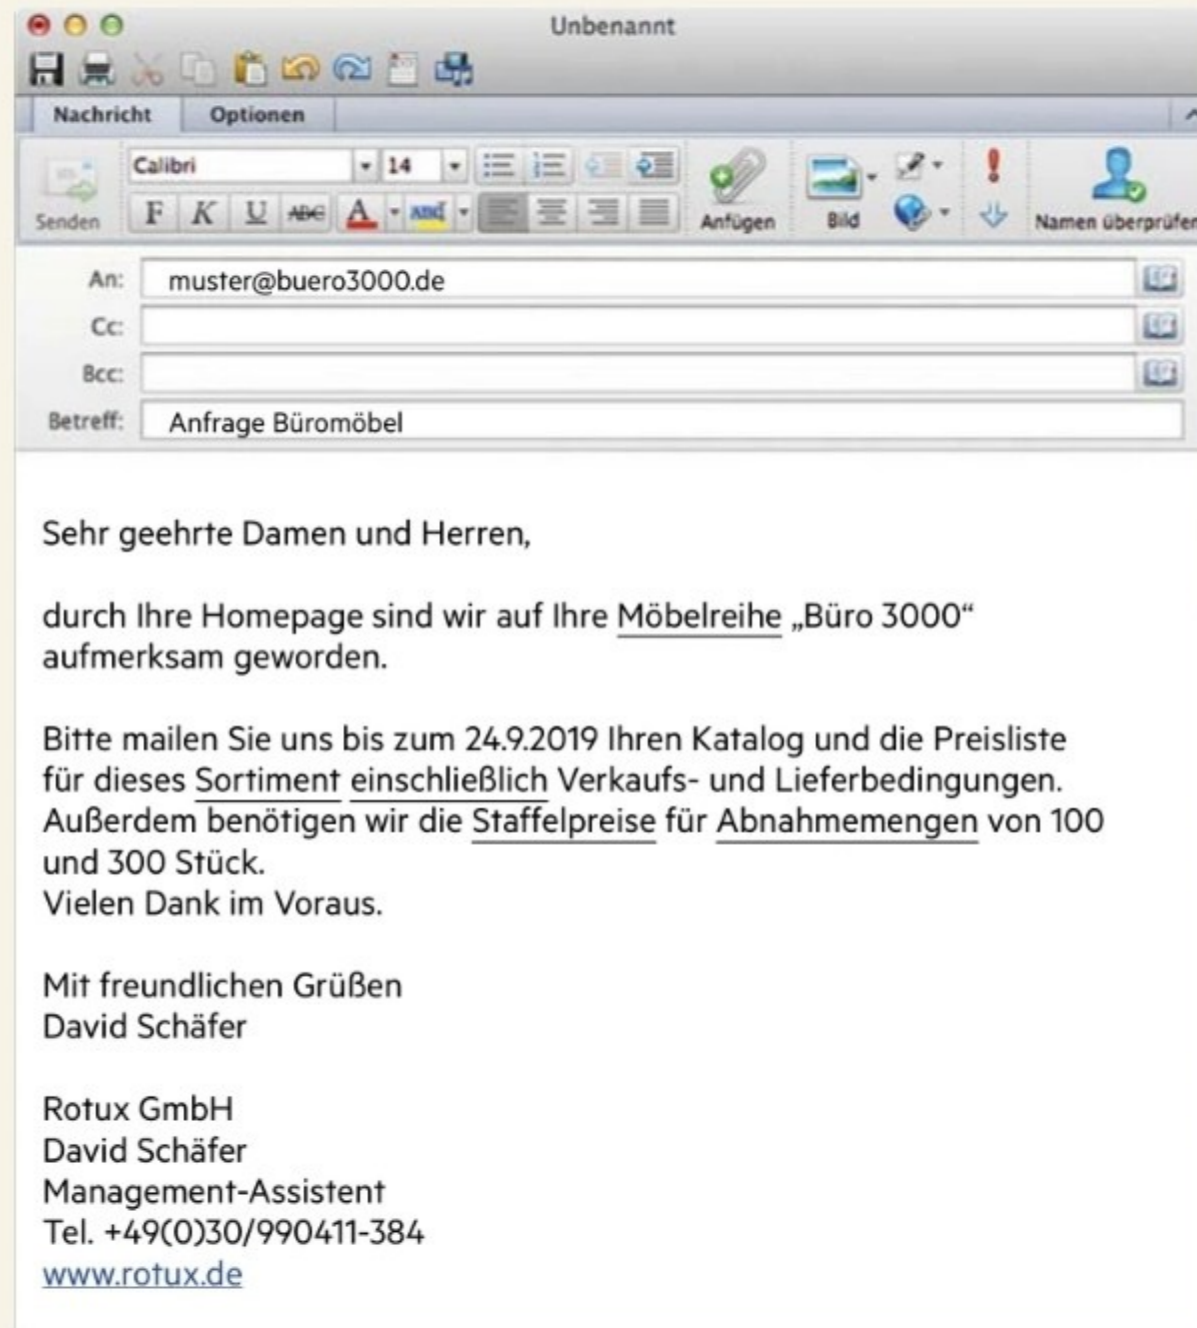 Unbenannt
Nachricht Optionen
Calibri 14
Senden F K U ABC A Anfügen Bild Namen überprüfen
An: muster@buero3000.de
Cc:
Bcc:
Betreff: Anfrage Büromöbel
Sehr geehrte Damen und Herren,
durch Ihre Homepage sind wir auf Ihre Möbelreihe „Büro 3000“
aufmerksam geworden.
Bitte mailen Sie uns bis zum 24.9.2019 Ihren Katalog und die Preisliste
für dieses Sortiment einschließlich Verkaufs- und Lieferbedingungen.
Außerdem benötigen wir die Staffelpreise für Abnahmemengen von 100
und 300 Stück.
Vielen Dank im Voraus.
Mit freundlichen Grüßen
David Schäfer
Rotux GmbH
David Schäfer
Management-Assistent
Tel. +49(0)30/990411-384
www.rotux.de